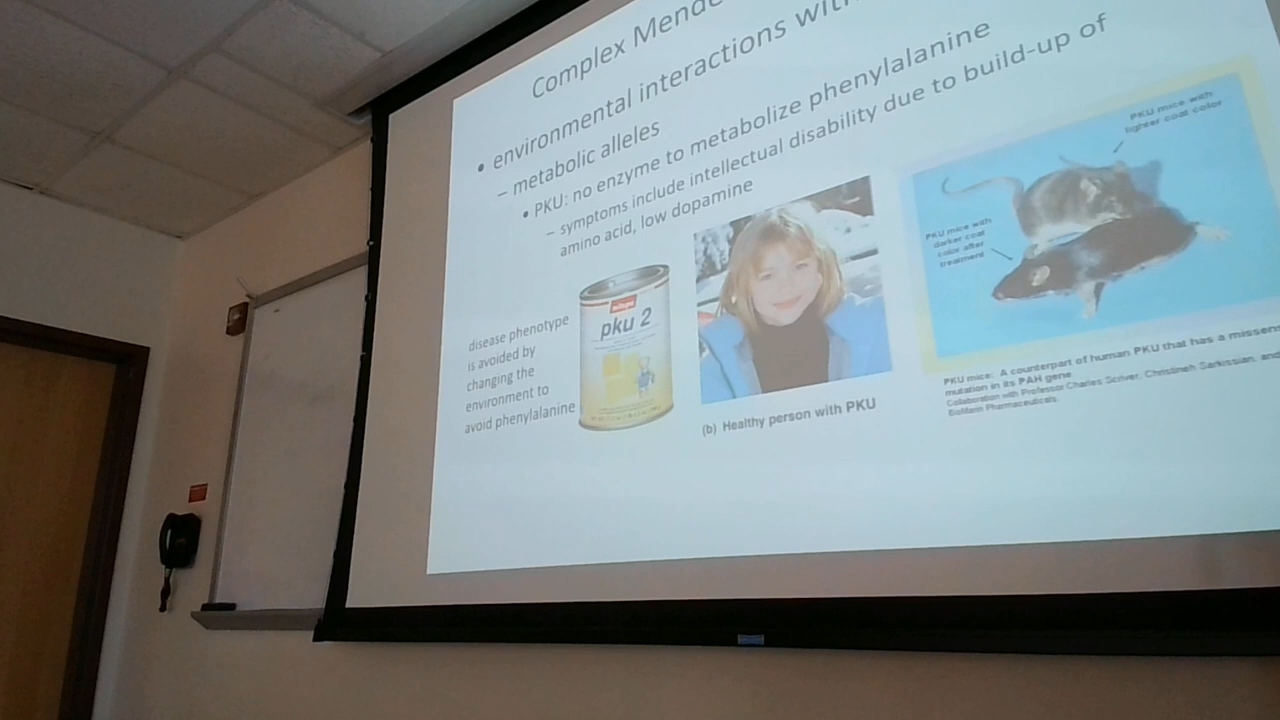 Complex Mende
• environmental interactions with
– metabolic alleles
• PKU: no enzyme to metabolize phenylalanine
– symptoms include intellectual disability due to build-up of
amino acid, low dopamine
disease phenotype
is avoided by
changing the
environment to
avoid phenylalanine
pku 2
(b) Healthy person with PKU
PKU mice with
lighter coat color
PKU mice with
darker coat
color after
treatment
PKU mice: A counterpart of human PKU that has a missens
mutation in its PAH gene
Collaboration with Professor Charles Scriver, Christineh Sarkissian, and
BioMarin Pharmaceuticals.